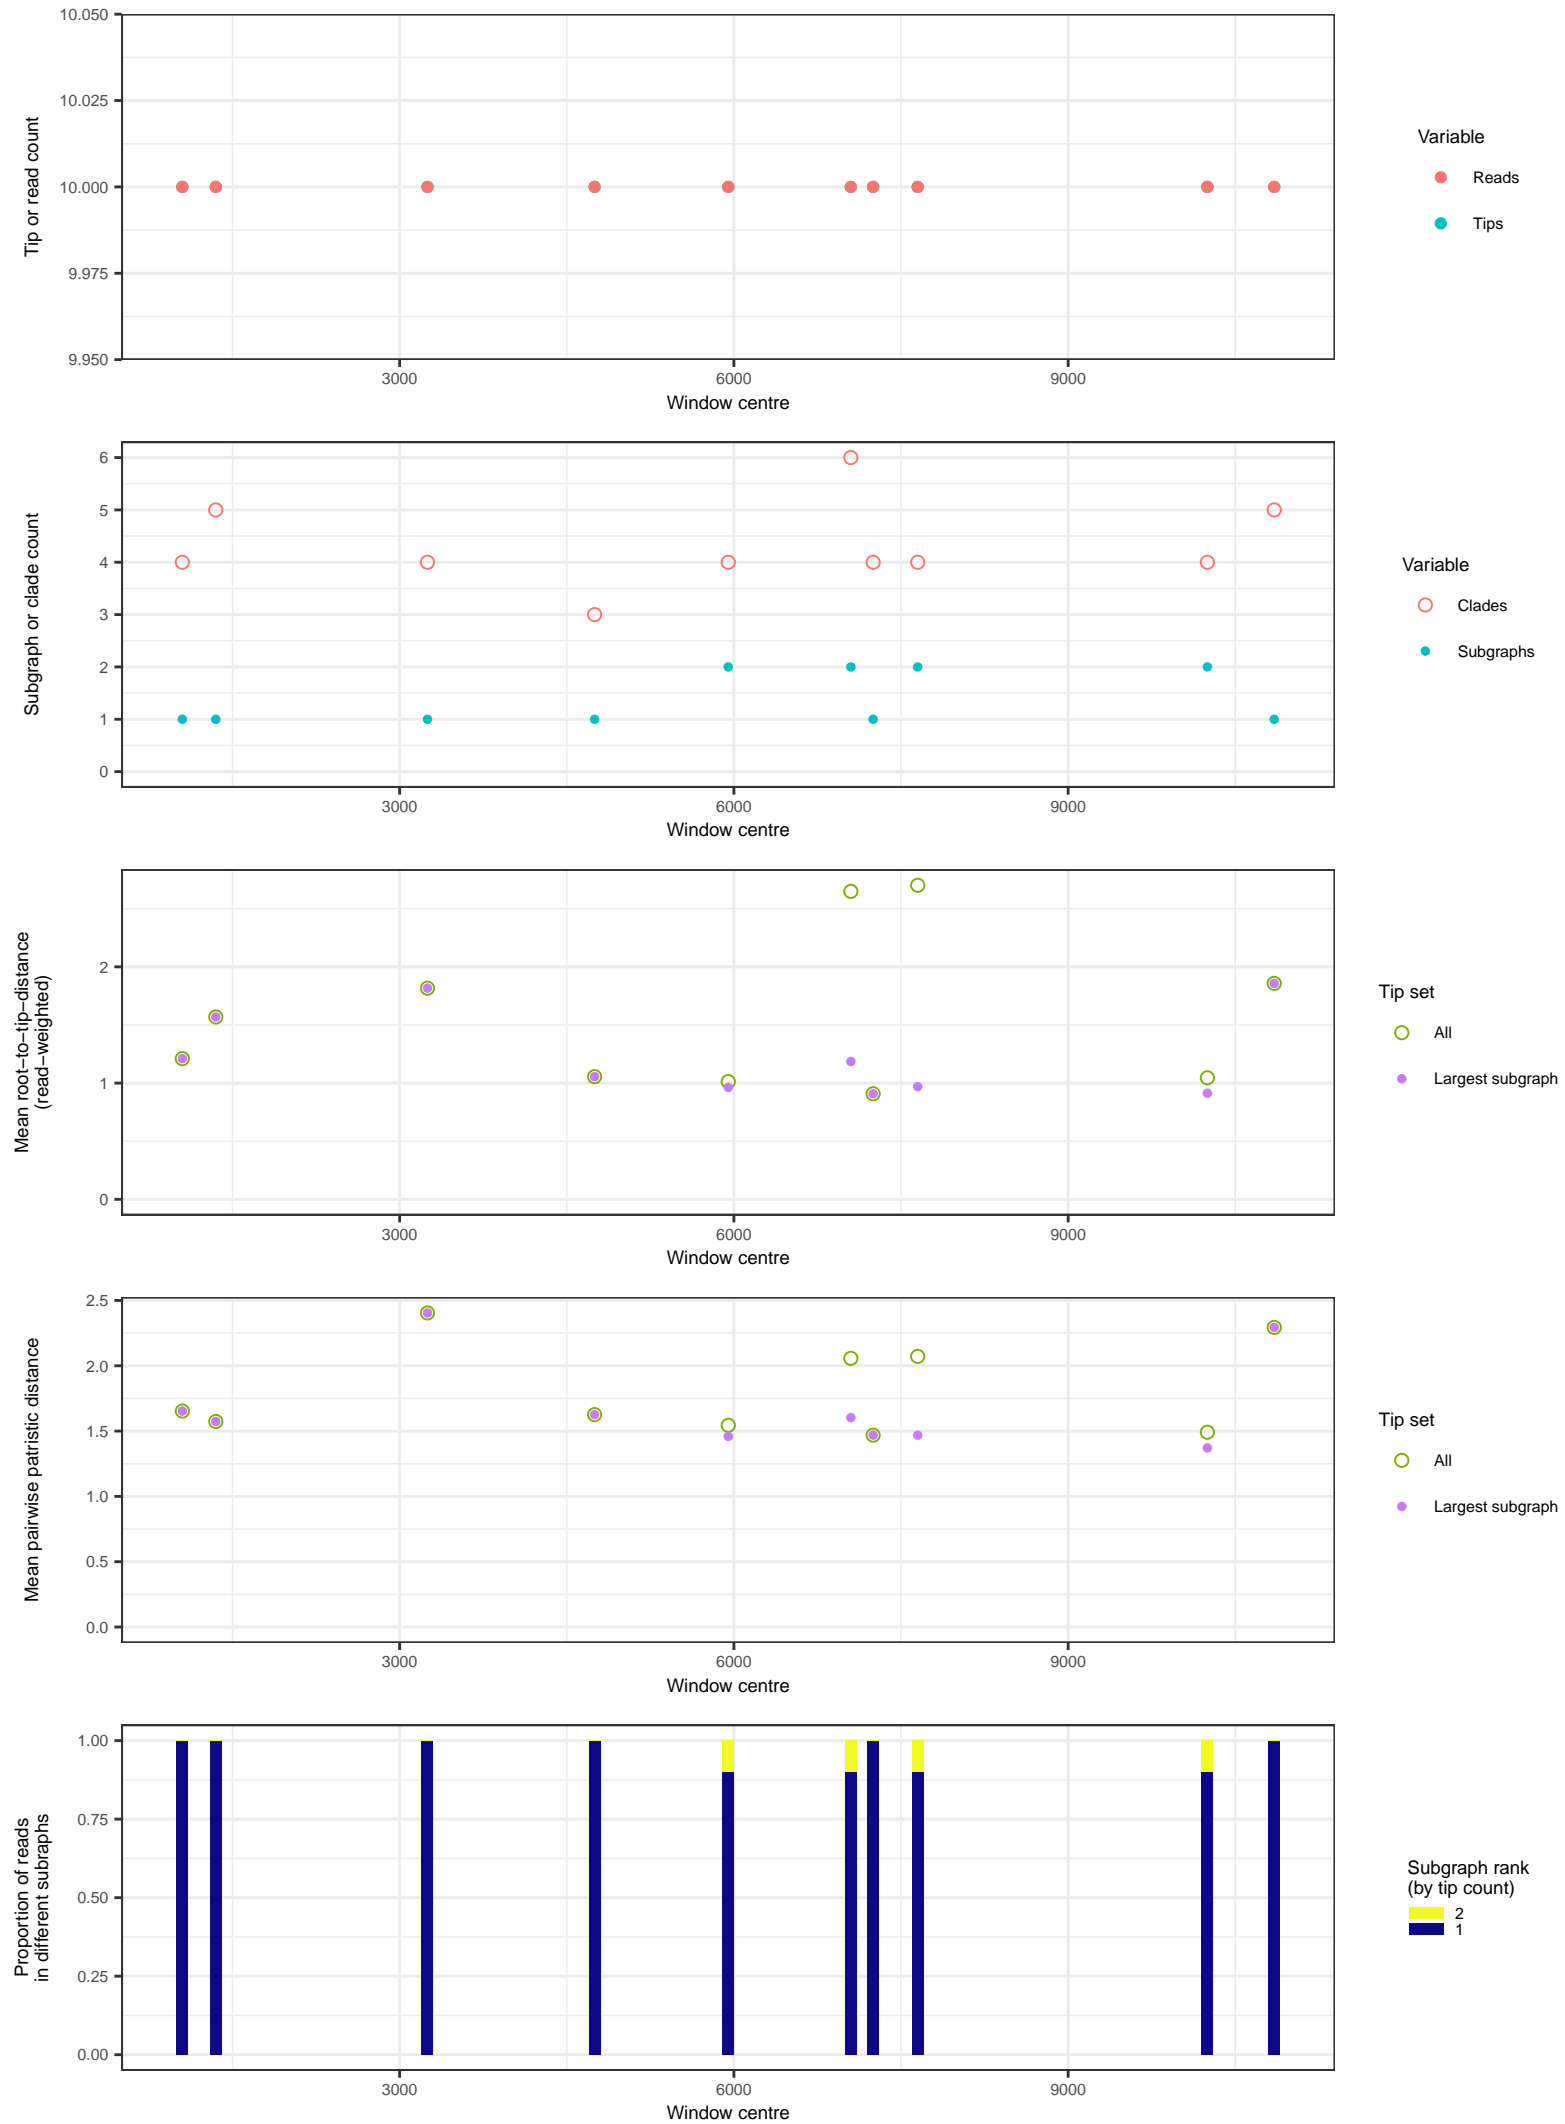 10.050
10.025
10.000
9.975
9.950
Tip or read count
3000
6000
9000
Window centre
Variable
Reads
Tips
6
5
4
3
2
1
0
Subgraph or clade count
3000
6000
9000
Window centre
Variable
Clades
Subgraphs
2
1
0
Mean root−to−tip−distance
(read−weighted)
3000
6000
9000
Window centre
Tip set
All
Largest subgraph
2.5
2.0
1.5
1.0
0.5
0.0
Mean pairwise patristic distance
3000
6000
9000
Window centre
Tip set
All
Largest subgraph
1.00
0.75
0.50
0.25
0.00
Proportion of reads
in different subraphs
3000
6000
9000
Window centre
Subgraph rank
(by tip count)
2
1